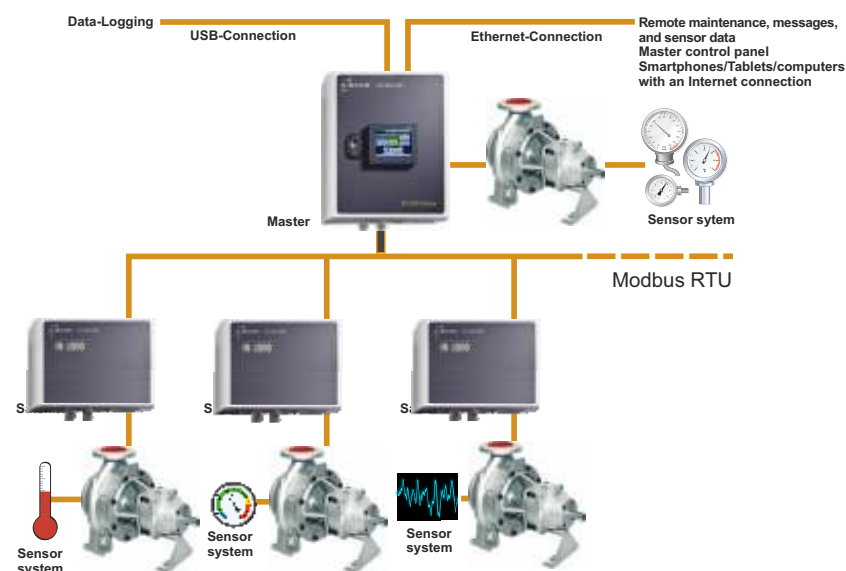 Data-Logging
USB-Connection
Ethernet-Connection
Remote maintenance, messages,
and sensor data
Master control panel
Smartphones/Tablets/computers
with an Internet connection
Master
Sensor sytem
Modbus RTU
Sensor
system
Sensor
system
Sensor
system